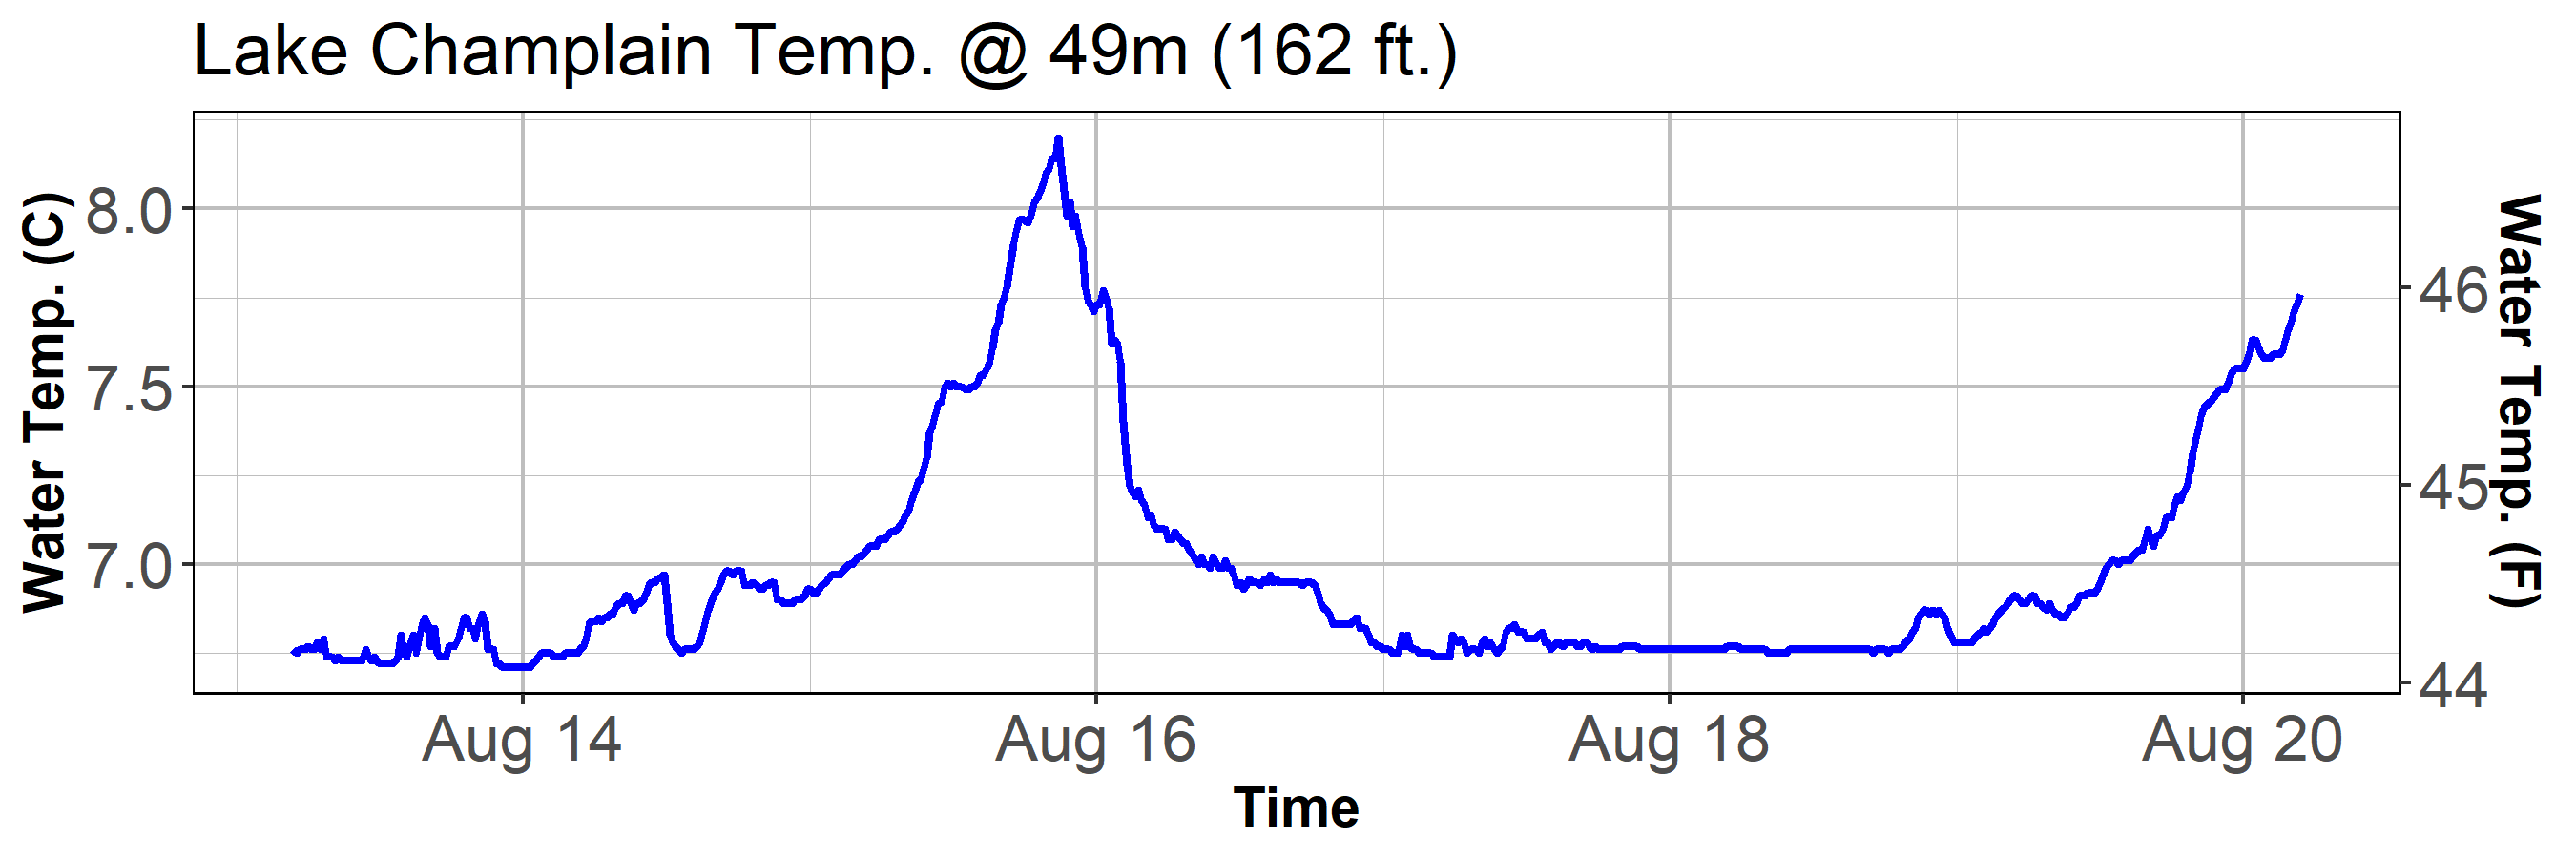 Lake Champlain Temp. @ 49m (162 ft.)
Water Temp. (C)
8.0
7.5
7.0
46
45
44
Water Temp. (F)
Aug 14 Aug 16 Aug 18 Aug 20
Time